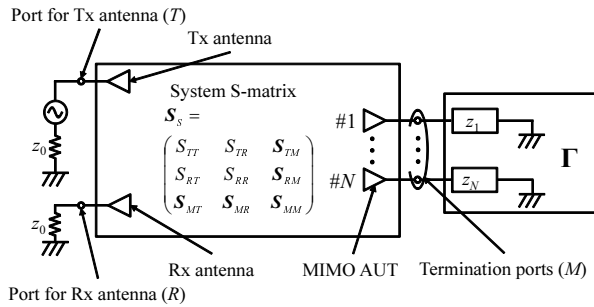 Port for Tx antenna (T)
Tx antenna
System S-matrix
S_S =
S_TT S_TR S_TM
S_RT S_RR S_RM
S_MT S_MR S_MM
z_0
z_0
#1
#N
z_1
z_N
Γ
Rx antenna
MIMO AUT
Termination ports (M)
Port for Rx antenna (R)